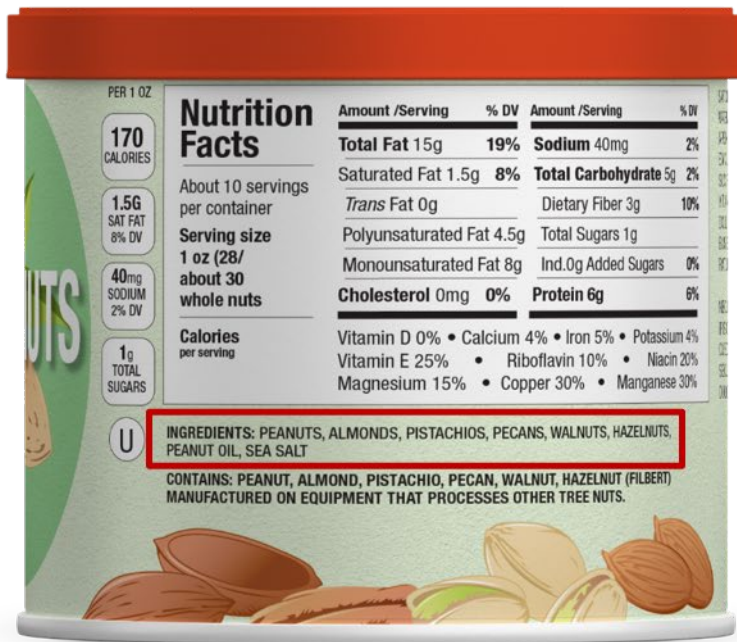 PER 1 OZ
170
CALORIES
1.5G
SAT FAT
8% DV
40mg
SODIUM
2% DV
1g
TOTAL
SUGARS
UTS
U
Nutrition
Facts
About 10 servings
per container
Serving size
1 oz (28/
about 30
whole nuts
Calories
per serving
Amount /Serving % DV
Total Fat 15g 19%
Saturated Fat 1.5g 8%
Trans Fat 0g
Polyunsaturated Fat 4.5g
Monounsaturated Fat 8g
Cholesterol 0mg 0%
Amount /Serving % DV
Sodium 40mg 2%
Total Carbohydrate 5g 2%
Dietary Fiber 3g 10%
Total Sugars 1g
Ind.0g Added Sugars 0%
Protein 6g 6%
Vitamin D 0% • Calcium 4% • Iron 5% • Potassium 4%
Vitamin E 25% • Riboflavin 10% • Niacin 20%
Magnesium 15% • Copper 30% • Manganese 30%
INGREDIENTS: PEANUTS, ALMONDS, PISTACHIOS, PECANS, WALNUTS, HAZELNUTS,
PEANUT OIL, SEA SALT
CONTAINS: PEANUT, ALMOND, PISTACHIO, PECAN, WALNUT, HAZELNUT (FILBERT)
MANUFACTURED ON EQUIPMENT THAT PROCESSES OTHER TREE NUTS.